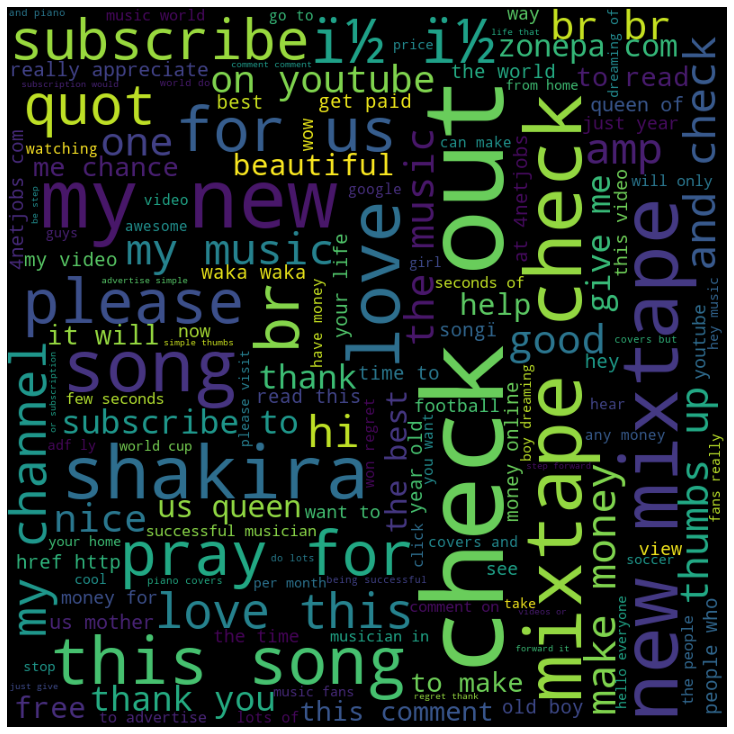 and piano
music world
go to
way
price
life that
dreaming of
br br
subscribe
ï½ ï½
zonepa com
really appreciate
the world
to read
subscription would
world do
comment comment
on youtube
from home
quot
best
get paid
queen of
and check
for us
wow
just year
one
watching
can make
amp
me chance
beautiful
4netjobs com
be step
my new
video
google
out
check
at 4netjobs
will only
guys
awesome
love
the music
girl
give me
this video
my music
my video
waka waka
your life
seconds of
mixtape check
new mixtape
youtube
hey music
advertise simple
please
br
have money
help
songï
good
it will
now
simple thumbs
covers but
hey
song
or subscription
please visit
thank
time to
my channel
few seconds
read this
won regret
football
you want
money online
boy dreaming
hear
thumbs up
subscribe to
hi
the best
year old
any money
fans really
adf ly
world cup
shakira
check out
step forward
us queen
want to
make money
nice
successful musician
click
covers and
view
your home
href http
pray for
do lots
soccer
cool
piano covers
per month
being successful
see
money for
love this
comment on
take
videos or
hello everyone
the people
people who
us mother
the time
musician in
stop
this song
forward it
just give
thank you
music fans
to make
regret thank
free
to advertise
lots of
this comment
old boy